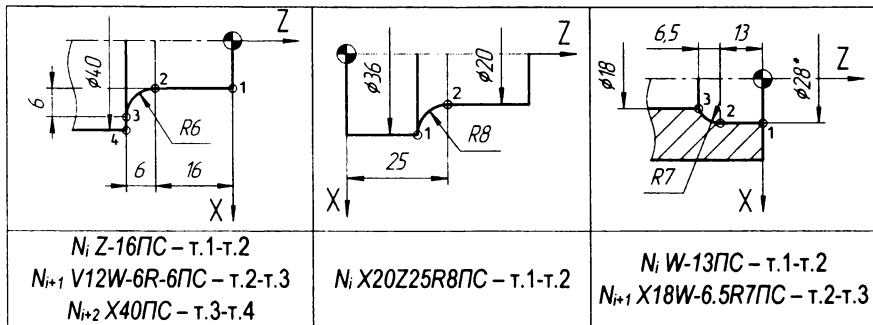 Z
ø40
6
2
1
3
4
R6
6
16
X
Z
ø36
ø20
2
1
R8
25
X
6,5
13
Z
ø18
ø28*
3
2
1
R7
X
Ni Z-16ПС – т.1-т.2
Ni+1 V12W-6R-6ПС – т.2-т.3
Ni+2 X40ПС – т.3-т.4
Ni X20Z25R8ПС – т.1-т.2
Ni W-13ПС – т.1-т.2
Ni+1 X18W-6.5R7ПС – т.2-т.3